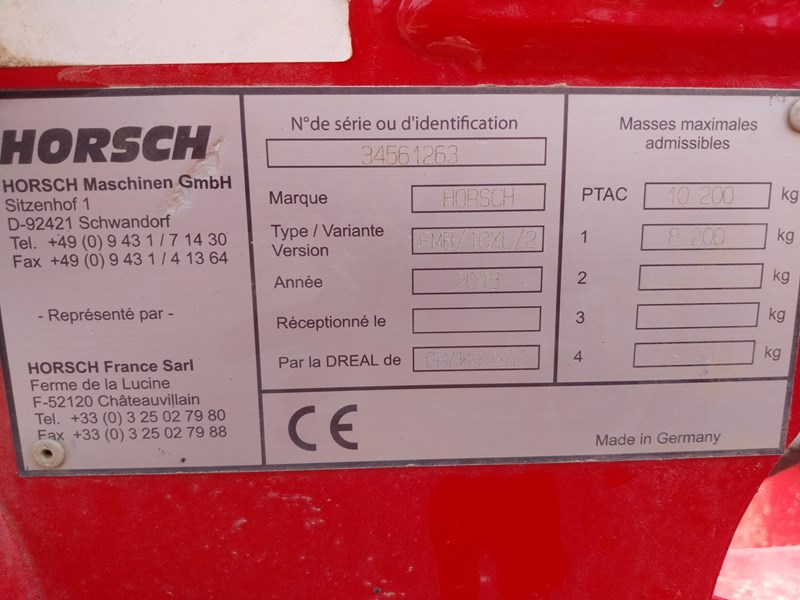 HORSCH
HORSCH Maschinen GmbH
Sitzenhof 1
D-92421 Schwandorf
Tel. +49 (0) 9 43 1 / 7 14 30
Fax +49 (0) 9 43 1 / 4 13 64
- Représenté par -
HORSCH France Sarl
Ferme de la Lucine
F-52120 Châteauvillain
Tel. +33 (0) 3 25 02 79 80
Fax +33 (0) 3 25 02 79 88
N°de série ou d'identification
34561263
Marque HORSCH
Type / Variante
Version
Année 2013
Réceptionné le
Par la DREAL de
CE
Masses maximales
admissibles
PTAC 10.200 kg
1 8.200 kg
2 kg
3 kg
4 kg
Made in Germany